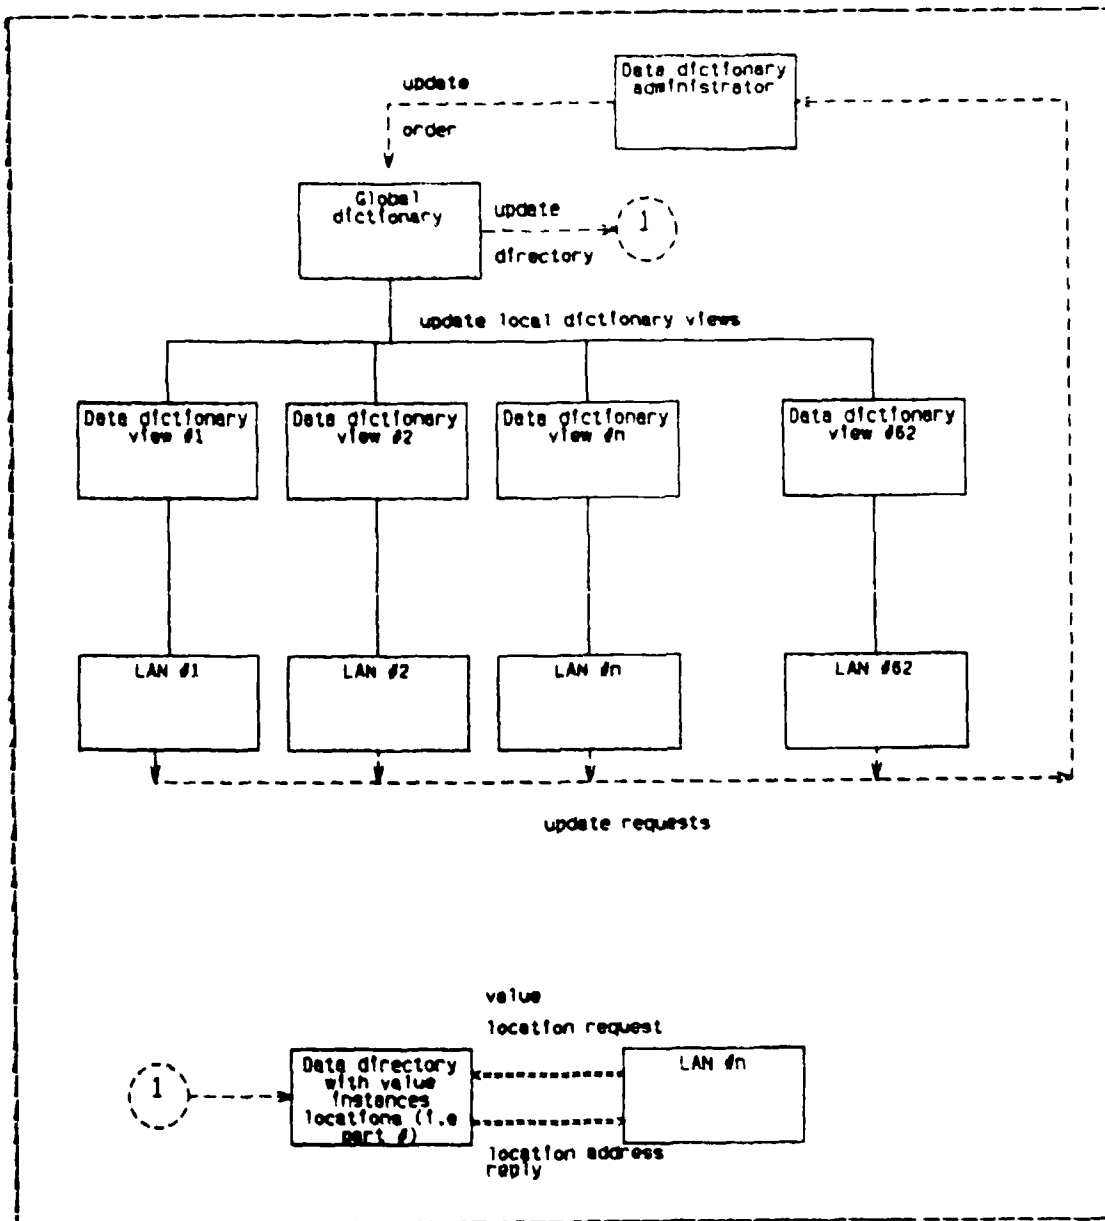 Data dictionary
administrator
update
order
Global
dictionary
update
directory
1
update local dictionary views
Data dictionary
view #1
Data dictionary
view #2
Data dictionary
view #n
Data dictionary
view #62
LAN #1
LAN #2
LAN #n
LAN #62
update requests
value
location request
1
Data directory
with value
instances
locations (i.e
part #)
LAN #n
location address
reply